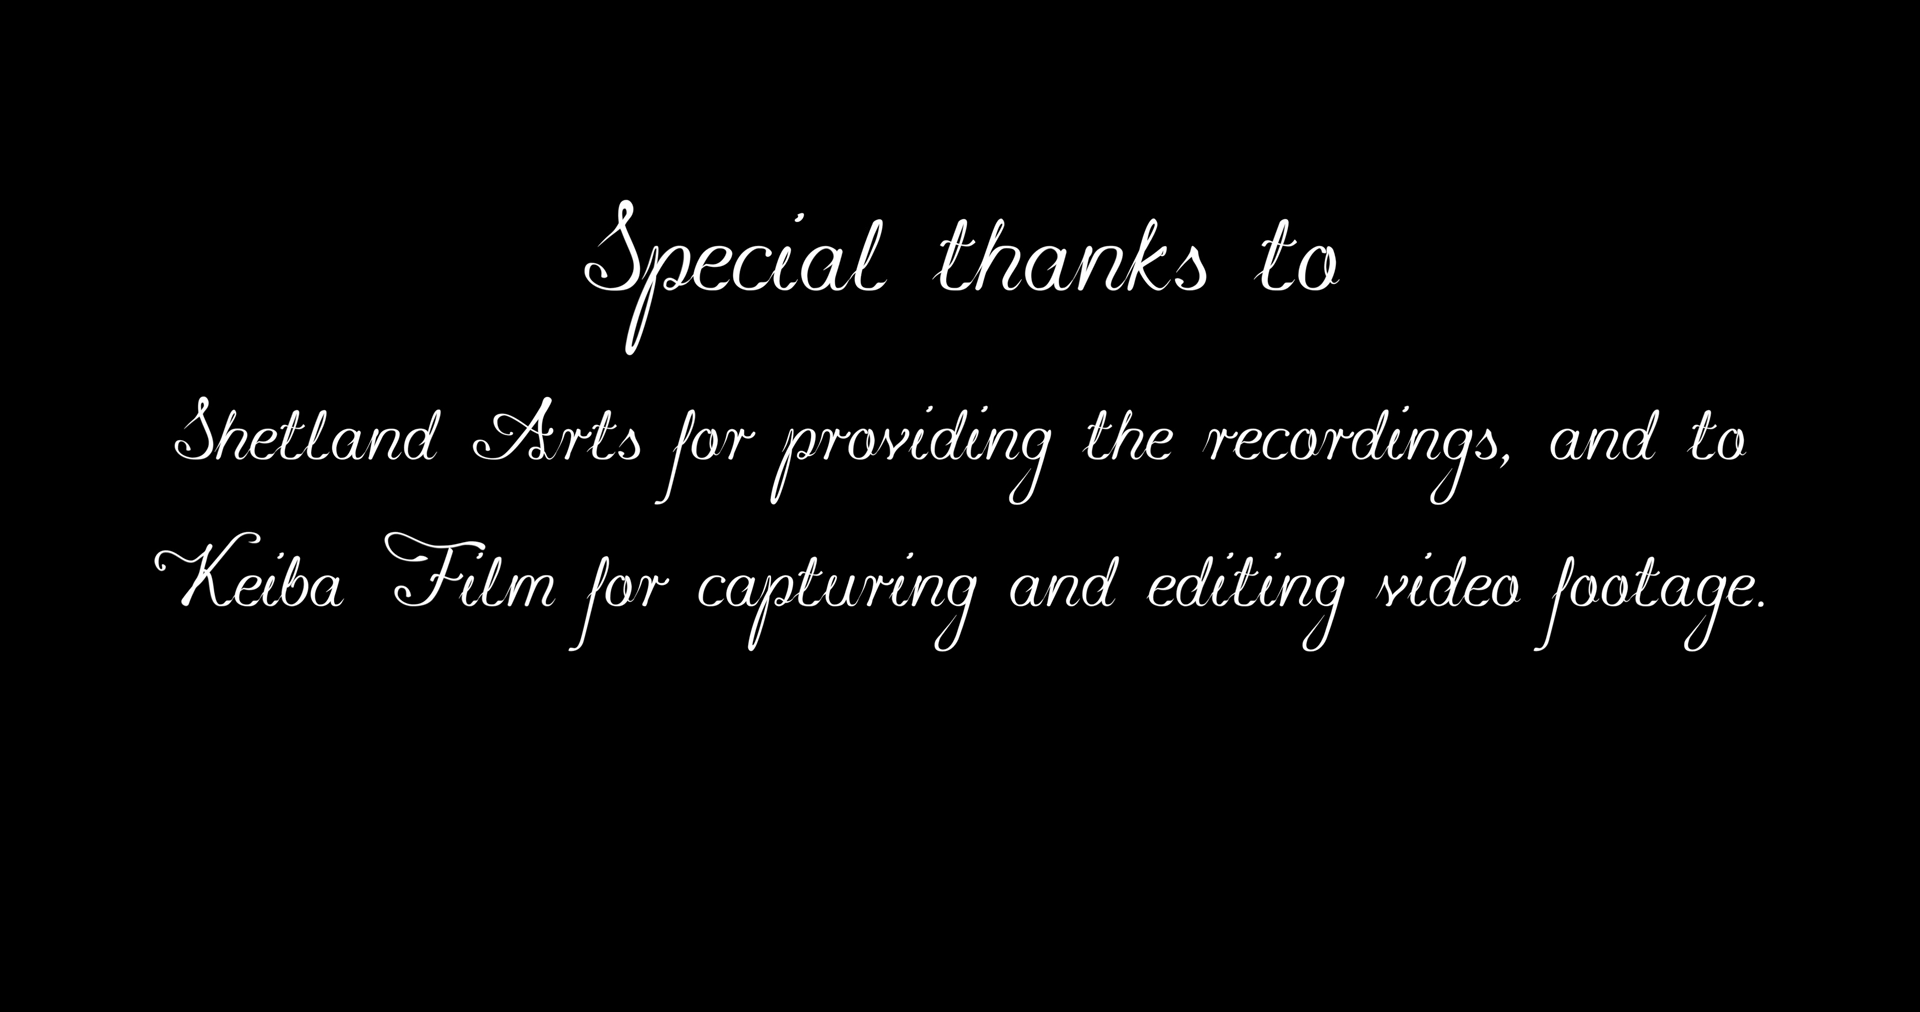 Special thanks to
Shetland Arts for providing the recordings, and to
Keiba Film for capturing and editing video footage.